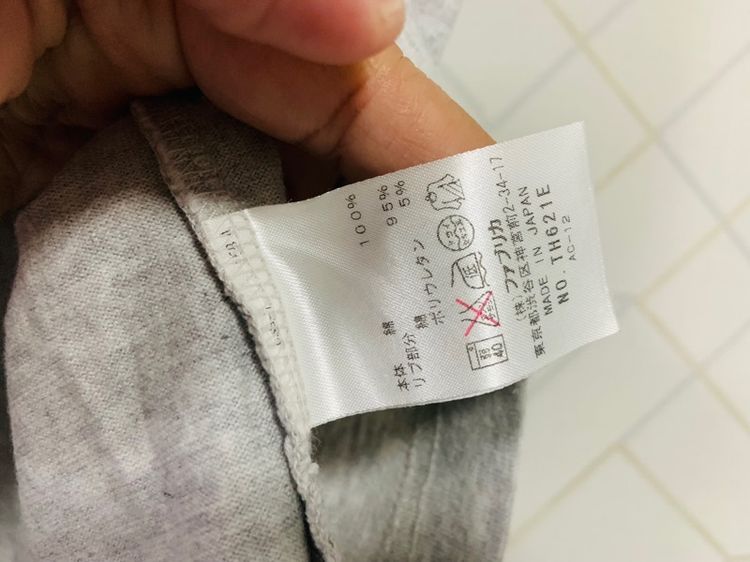 本体 綿 100%
リブ部分 綿 95%
ポリウレタン
40
低
(株)ファブリカ
東京都渋谷区神宮前2-34-17
MADE IN JAPAN
NO. TH621E
AC-12